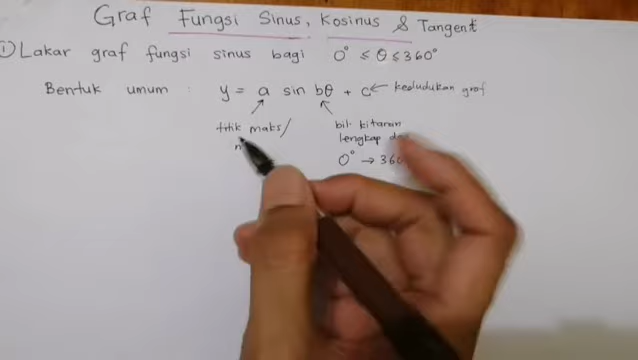 Graf Fungsi Sinus, Kosinus & Tangent
① Lakar graf fungsi sinus bagi 0° ≤ θ ≤ 360°
Bentuk umum : y = a sin bθ + c ← kedudukan graf
titik maks/
bil. kitaran
lengkap
0° → 360